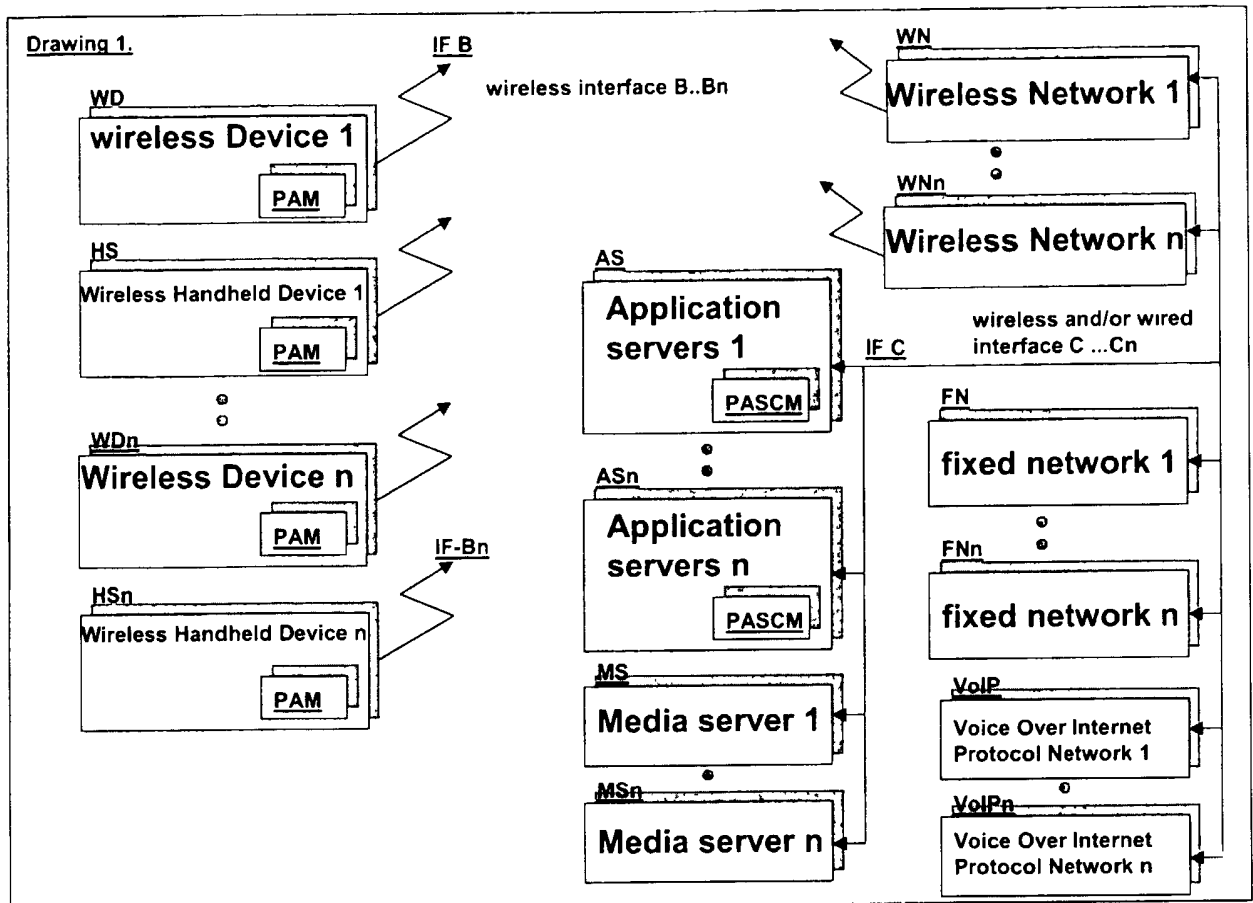 Drawing 1.
IF B
wireless interface B..Bn
WD
wireless Device 1
PAM
HS
Wireless Handheld Device 1
PAM
WDn
Wireless Device n
PAM
IF-Bn
HSn
Wireless Handheld Device n
PAM
AS
Application
servers 1
PASCM
ASn
Application
servers n
PASCM
MS
Media server 1
MSn
Media server n
WN
Wireless Network 1
WNn
Wireless Network n
wireless and/or wired
interface C ...Cn
IF C
FN
fixed network 1
FNn
fixed network n
VoIP
Voice Over Internet
Protocol Network 1
VoIPn
Voice Over Internet
Protocol Network n